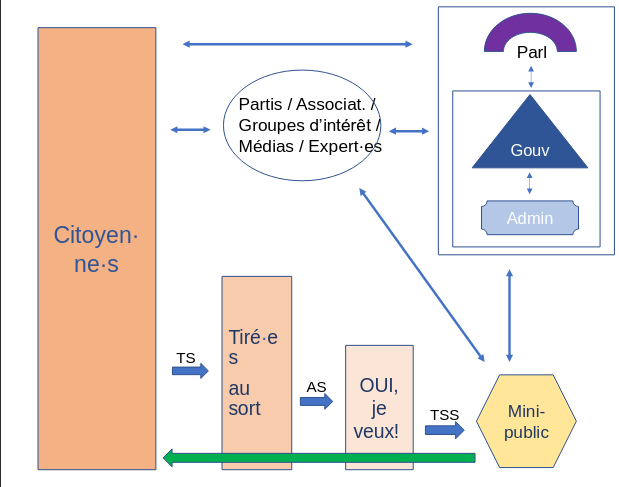 Parl
Partis / Associat. /
Groupes d'intérêt /
Médias / Expert·es
Gouv
Admin
Citoyen·
ne·s
TS
Tiré·e
s
au
sort
AS
OUI,
je
veux!
TSS
Mini-
public